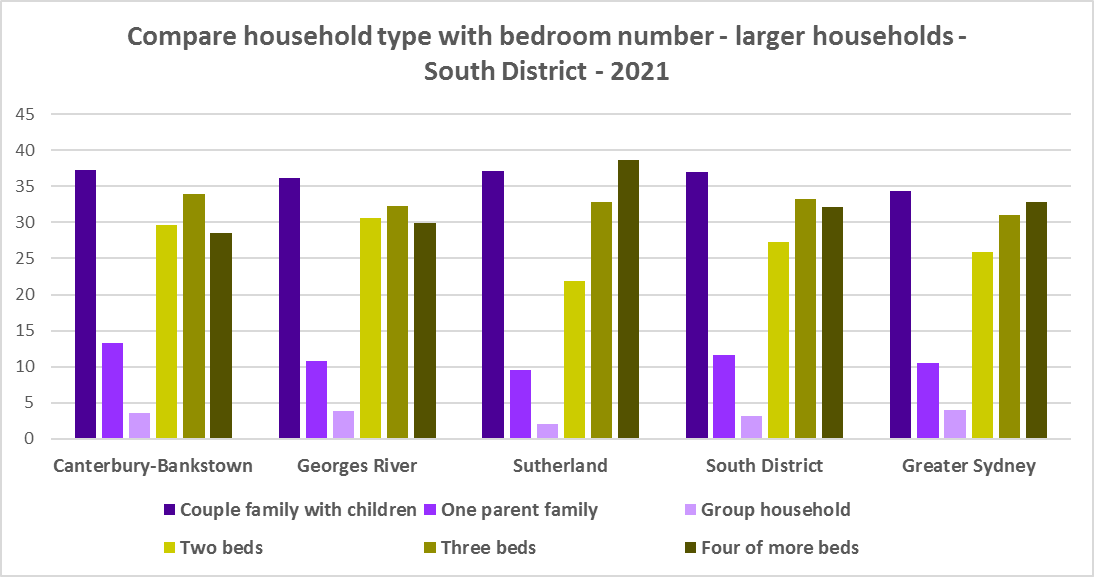 Compare household type with bedroom number - larger households -
South District - 2021
45
40
35
30
25
20
15
10
5
0
Canterbury-Bankstown Georges River Sutherland South District Greater Sydney
Couple family with children One parent family Group household
Two beds Three beds Four of more beds